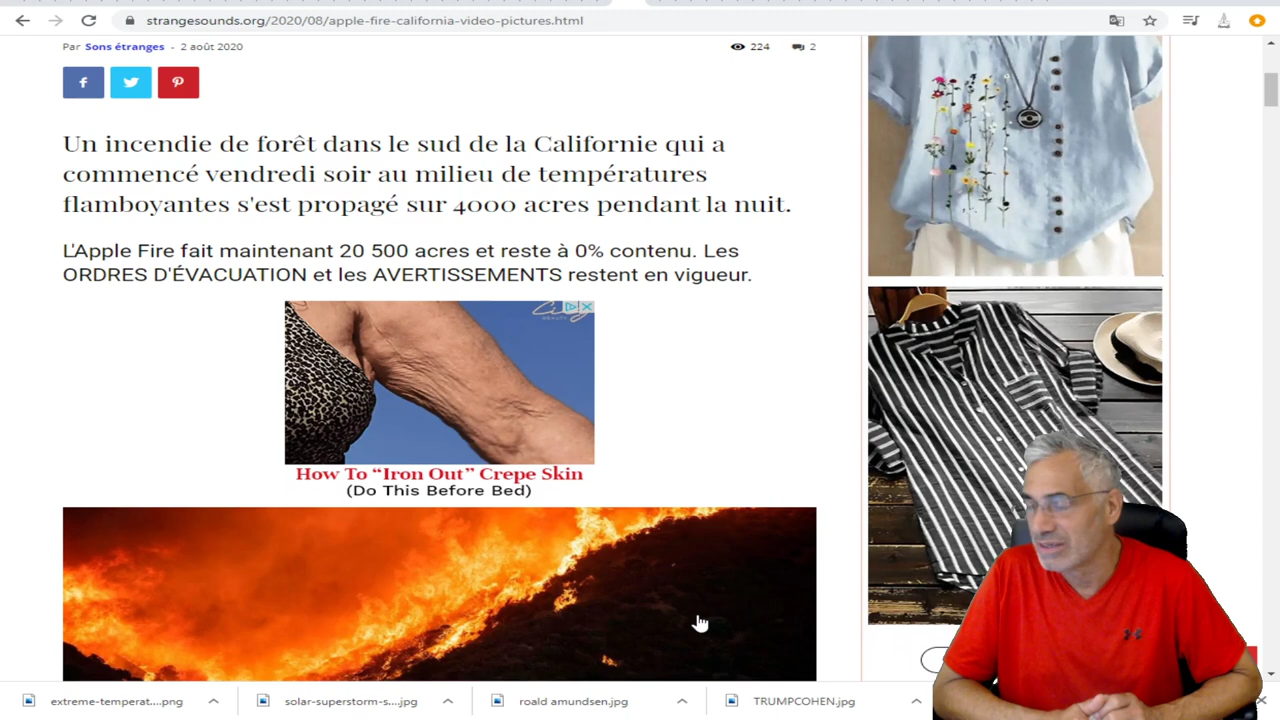 strangesounds.org/2020/08/apple-fire-california-video-pictures.html
Par Sons étranges - 2 août 2020
224
2
Un incendie de forêt dans le sud de la Californie qui a
commencé vendredi soir au milieu de températures
flamboyantes s'est propagé sur 4000 acres pendant la nuit.
L'Apple Fire fait maintenant 20 500 acres et reste à 0% contenu. Les
ORDRES D'ÉVACUATION et les AVERTISSEMENTS restent en vigueur.
How To “Iron Out” Crepe Skin
(Do This Before Bed)
extreme-temperat....png
solar-superstorm-s....jpg
roald amundsen.jpg
TRUMPCOHEN.jpg